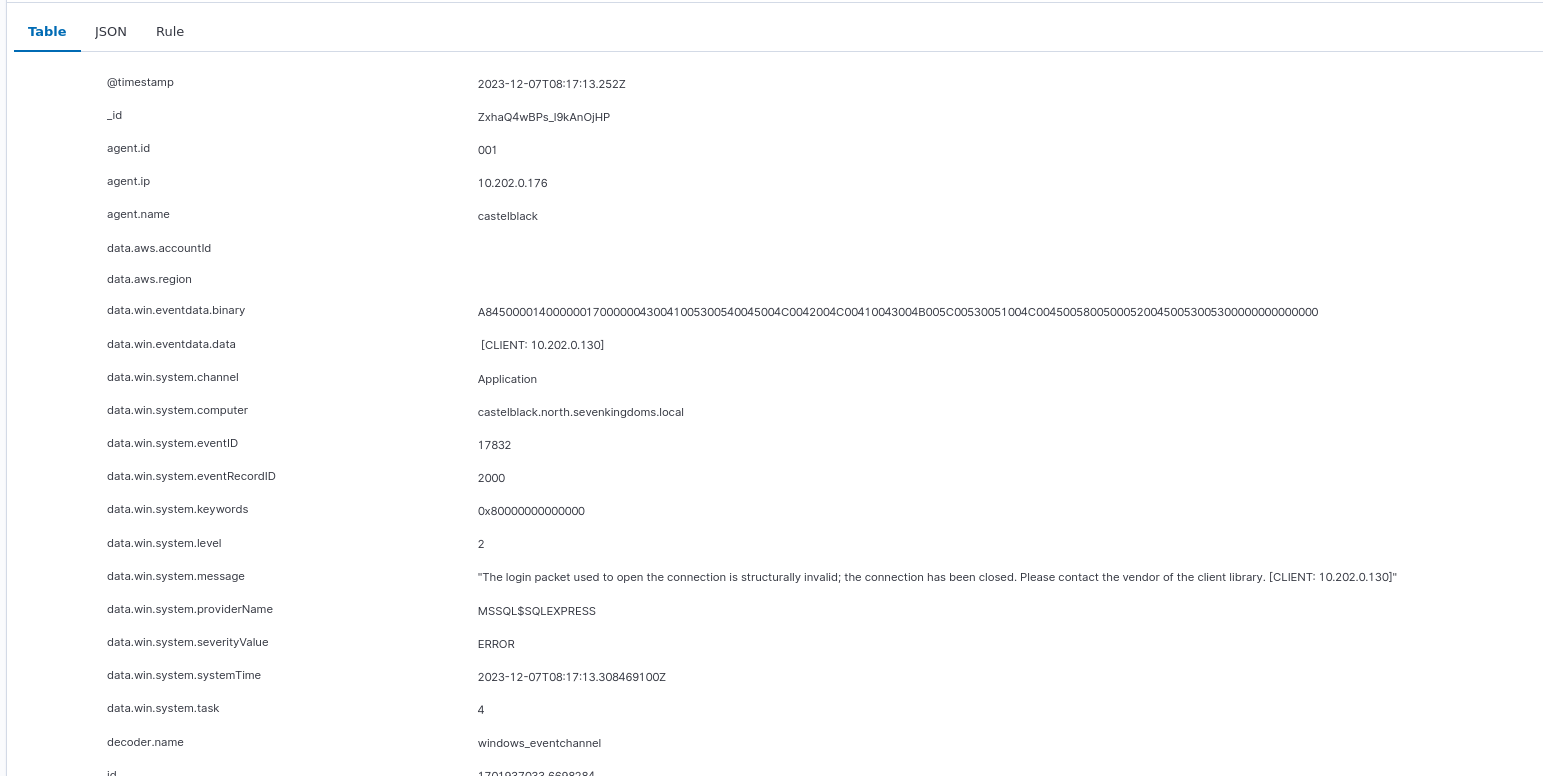 Table JSON Rule
@timestamp 2023-12-07T08:17:13.252Z
_id ZxhaQ4wBPs_l9kAnOjHP
agent.id 001
agent.ip 10.202.0.176
agent.name castelblack
data.aws.accountId
data.aws.region
data.win.eventdata.binary A84500001400000017000000430041005300540045004C0042004C00410043004B005C00530051004C004500580050005200450053005300000000000000
data.win.eventdata.data [CLIENT: 10.202.0.130]
data.win.system.channel Application
data.win.system.computer castelblack.north.sevenkingdoms.local
data.win.system.eventID 17832
data.win.system.eventRecordID 2000
data.win.system.keywords 0x80000000000000
data.win.system.level 2
data.win.system.message "The login packet used to open the connection is structurally invalid; the connection has been closed. Please contact the vendor of the client library. [CLIENT: 10.202.0.130]"
data.win.system.providerName MSSQL$SQLEXPRESS
data.win.system.severityValue ERROR
data.win.system.systemTime 2023-12-07T08:17:13.308469100Z
data.win.system.task 4
decoder.name windows_eventchannel
id 1701937033.6698284